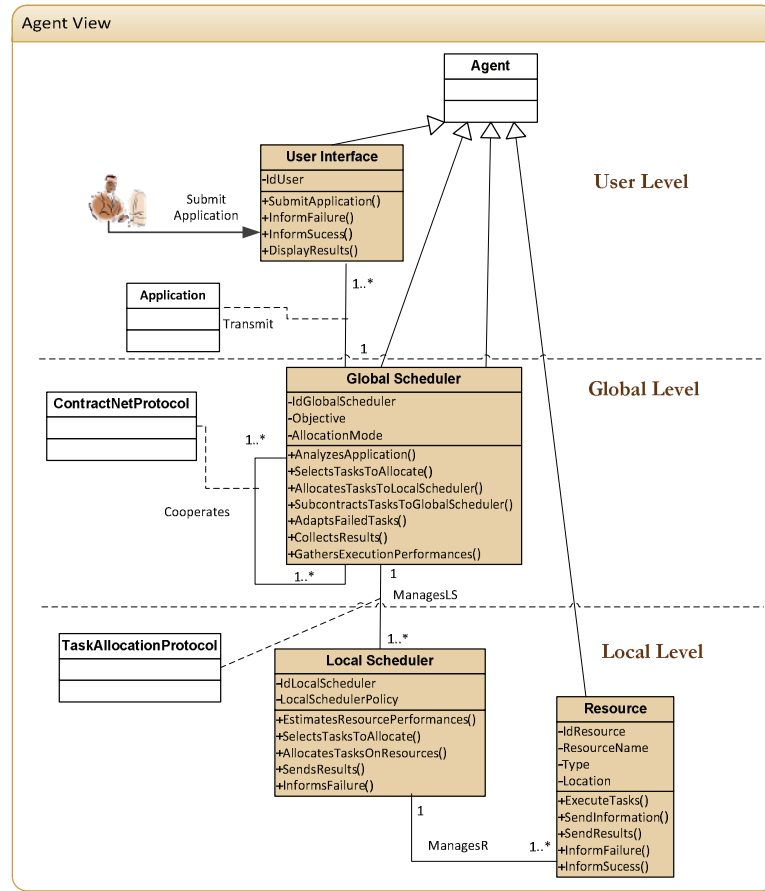 Agent View
Agent
User Interface
-IdUser
+SubmitApplication()
+InformFailure()
+InformSucess()
+DisplayResults()
User Level
Submit
Application
1..*
Application
Transmit
1
Global Scheduler
-IdGlobalScheduler
-Objective
-AllocationMode
+AnalyzesApplication()
+SelectsTasksToAllocate()
+AllocatesTasksToLocalScheduler()
+SubcontractsTasksToGlobalScheduler()
+AdaptsFailedTasks()
+CollectsResults()
+GathersExecutionPerformances()
Global Level
ContractNetProtocol
1..*
Cooperates
1..*
1
ManagesLS
1..*
TaskAllocationProtocol
Local Scheduler
-IdLocalScheduler
-LocalSchedulerPolicy
+EstimatesResourcePerformances()
+SelectsTasksToAllocate()
+AllocatesTasksOnResources()
+SendsResults()
+InformsFailure()
Local Level
Resource
-IdResource
-ResourceName
-Type
-Location
+ExecuteTasks()
+SendInformation()
+SendResults()
+InformFailure()
+InformSucess()
1
ManagesR
1..*